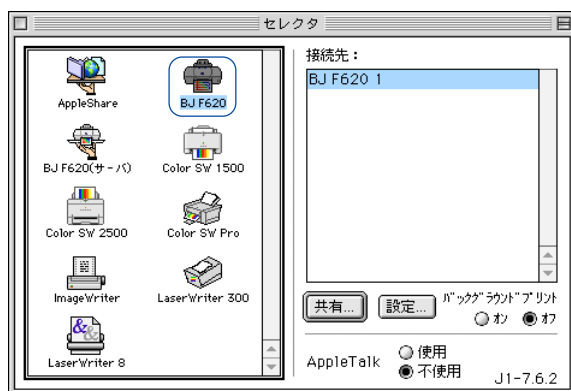 セレクタ
AppleShare
BJ F620
BJ F620(サーバ)
Color SW 1500
Color SW 2500
Color SW Pro
ImageWriter
LaserWriter 300
LaserWriter 8
接続先：
BJ F620 1
共有...
設定...
バックグラウンドプリント
オン
オフ
AppleTalk
使用
不使用
J1-7.6.2